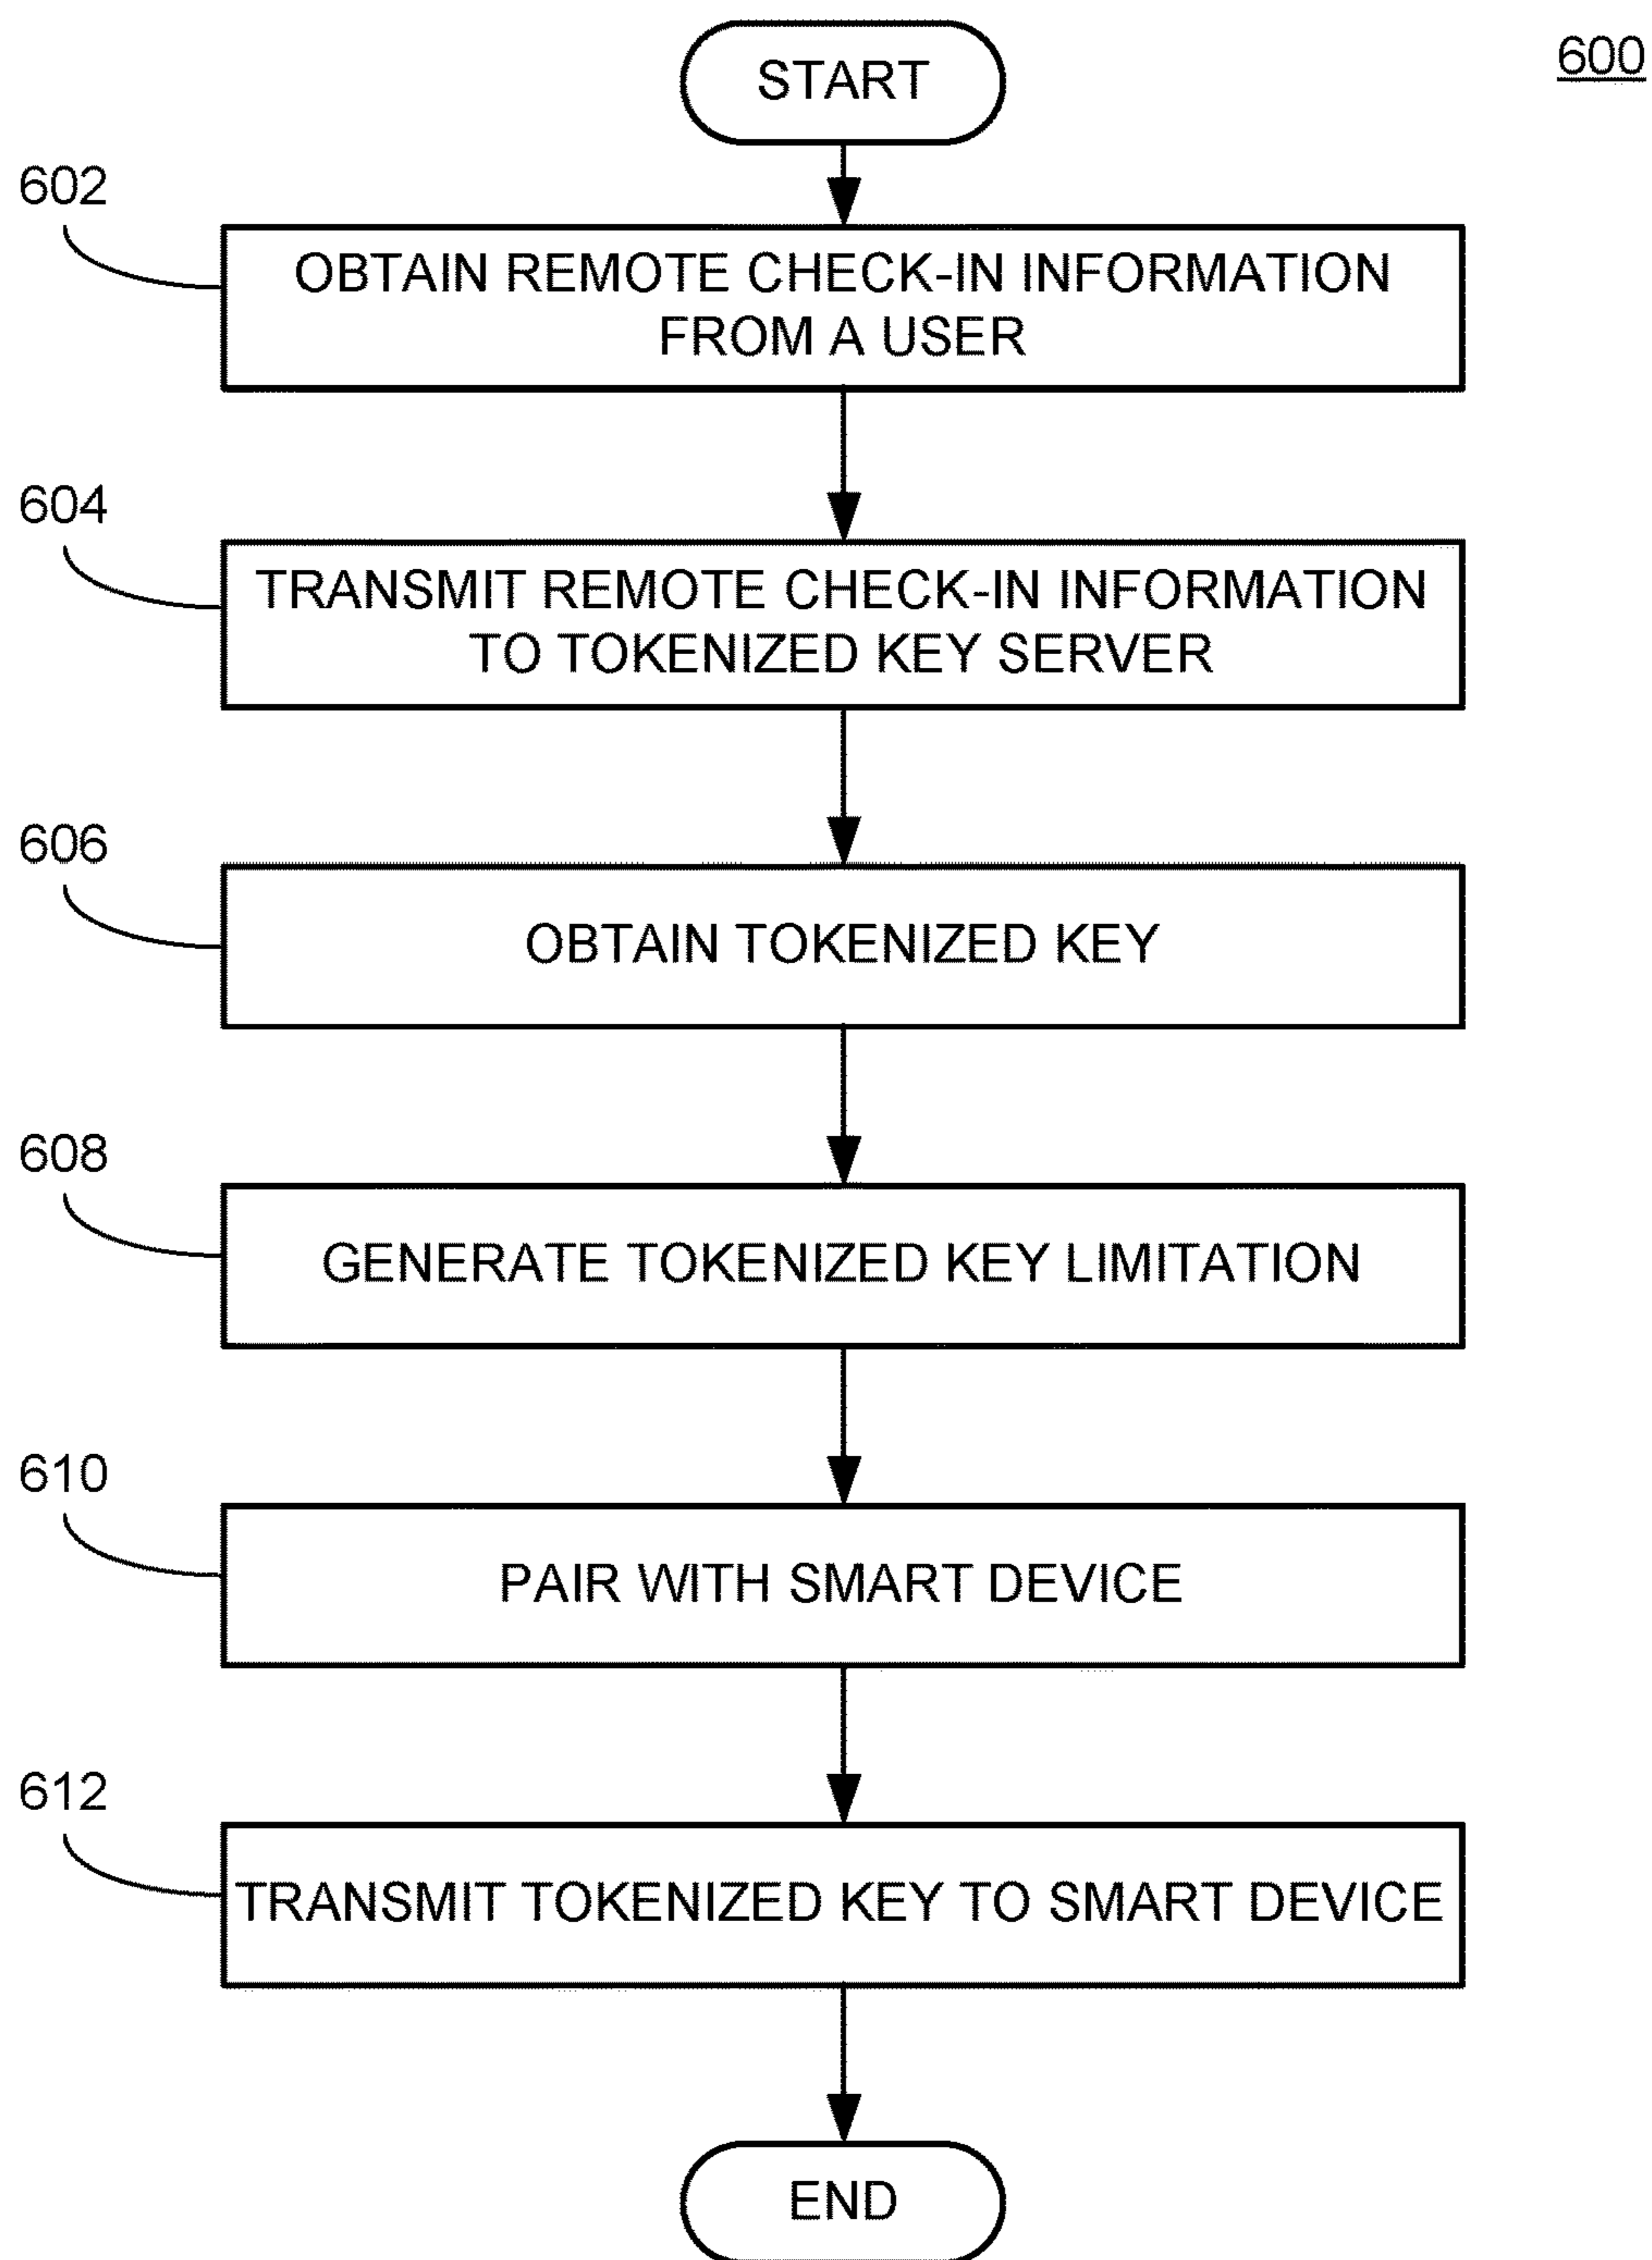 START
600
602
OBTAIN REMOTE CHECK-IN INFORMATION
FROM A USER
604
TRANSMIT REMOTE CHECK-IN INFORMATION
TO TOKENIZED KEY SERVER
606
OBTAIN TOKENIZED KEY
608
GENERATE TOKENIZED KEY LIMITATION
610
PAIR WITH SMART DEVICE
612
TRANSMIT TOKENIZED KEY TO SMART DEVICE
END